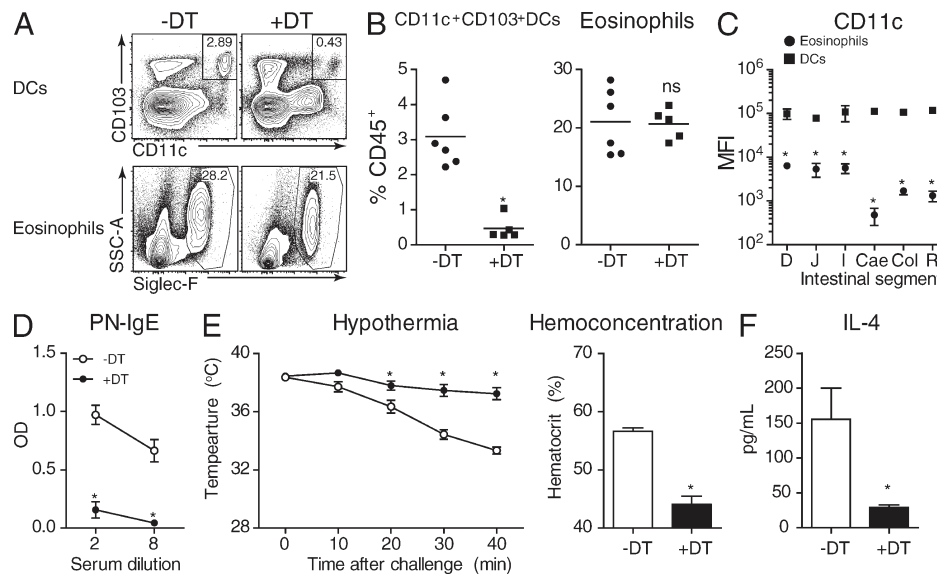 A
-DT
+DT
DCs
2.89
0.43
CD103
CD11c
Eosinophils
28.2
21.5
SSC-A
Siglec-F
B
CD11c+CD103+DCs
Eosinophils
% CD45+
5
4
3
2
1
0
*
-DT
+DT
30
20
10
0
ns
-DT
+DT
C
CD11c
Eosinophils
DCs
MFI
10^6
10^5
10^4
10^3
10^2
* * * * * *
D J I Cae Col R
Intestinal segmen
D
PN-IgE
OD
1.5
1.0
0.5
0.0
-DT
+DT
* *
2 8
Serum dilution
E
Hypothermia
Tempearture (°C)
40
36
32
28
* * *
0 10 20 30 40
Time after challenge (min)
Hemoconcentration
Hematocrit (%)
70
60
50
40
*
-DT
+DT
F
IL-4
pg/mL
250
200
150
100
50
0
*
-DT
+DT